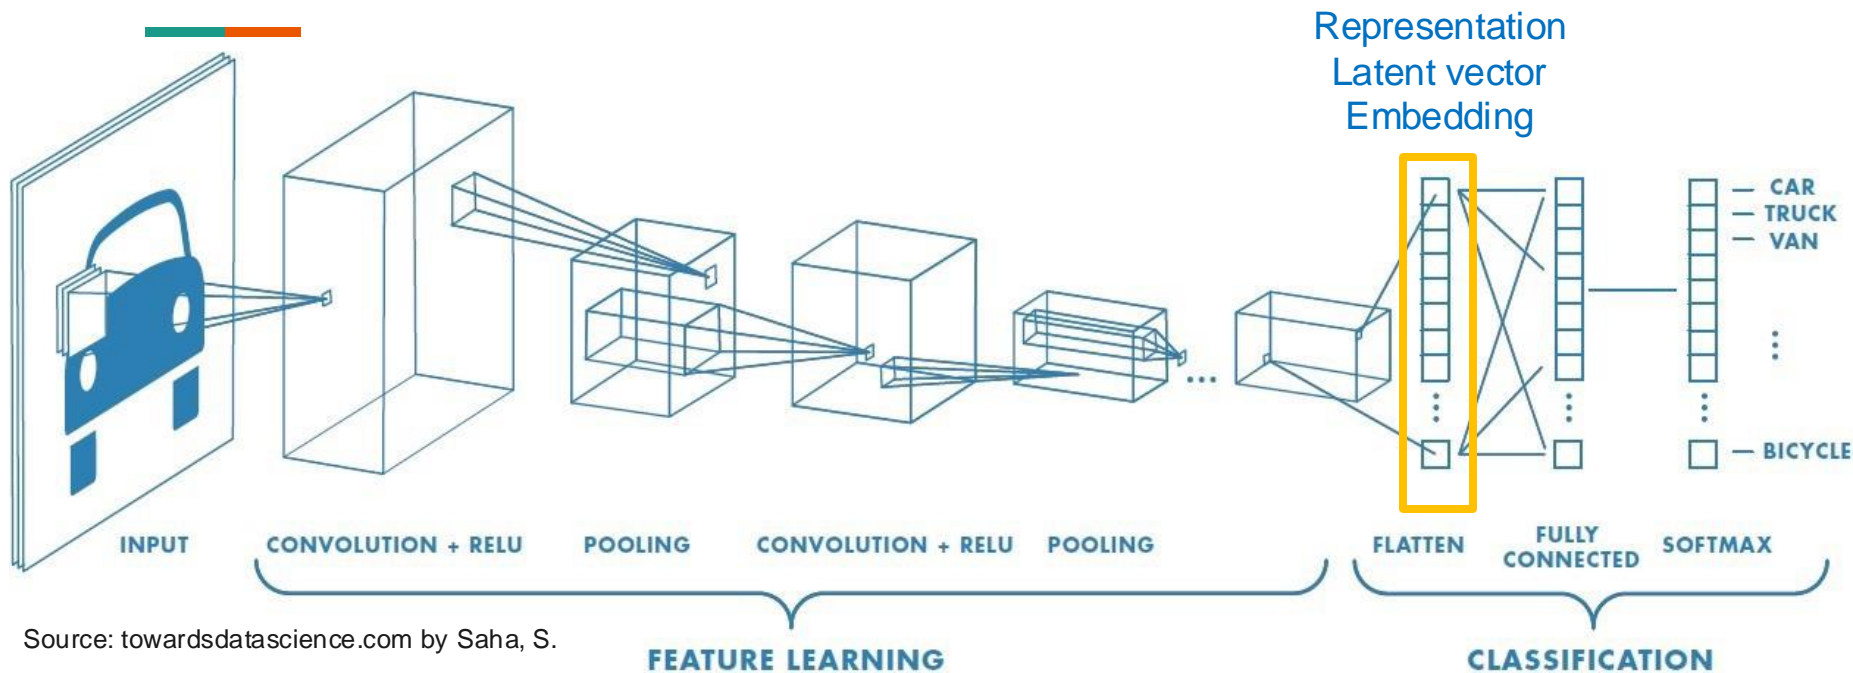 Representation
Latent vector
Embedding
CAR
TRUCK
VAN
BICYCLE
INPUT
CONVOLUTION + RELU
POOLING
CONVOLUTION + RELU
POOLING
FLATTEN
FULLY
CONNECTED
SOFTMAX
Source: towardsdatascience.com by Saha, S.
FEATURE LEARNING
CLASSIFICATION